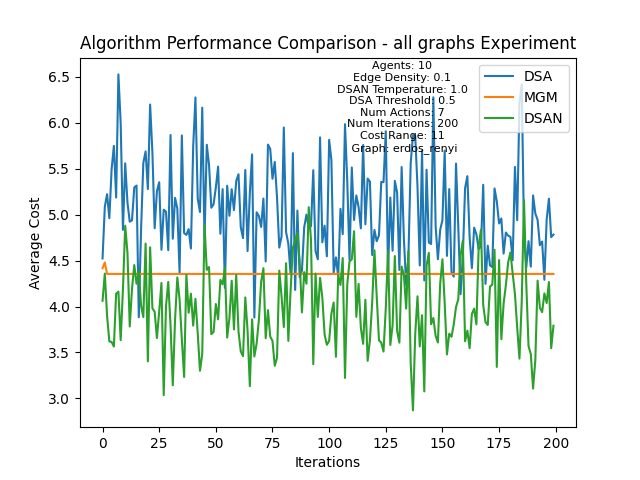 Algorithm Performance Comparison - all graphs Experiment
Agents: 10
Edge Density: 0.1
DSAN Temperature: 1.0
DSA Threshold: 0.5
Num Actions: 7
Num Iterations: 200
Cost Range: 11
Graph: erdos_renyi
DSA
MGM
DSAN
Average Cost
6.5
6.0
5.5
5.0
4.5
4.0
3.5
3.0
0 25 50 75 100 125 150 175 200
Iterations